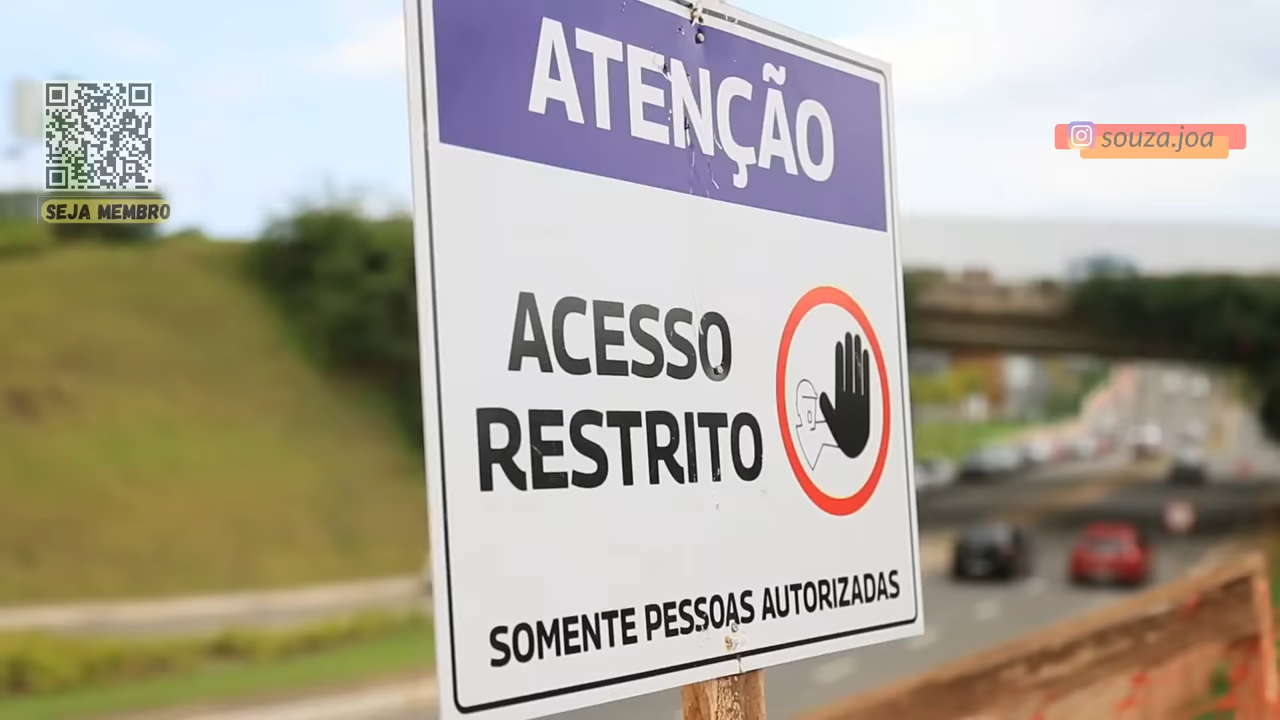 ATENÇÃO
SEJA MEMBRO
souza.joa
ACESSO
RESTRITO
SOMENTE PESSOAS AUTORIZADAS